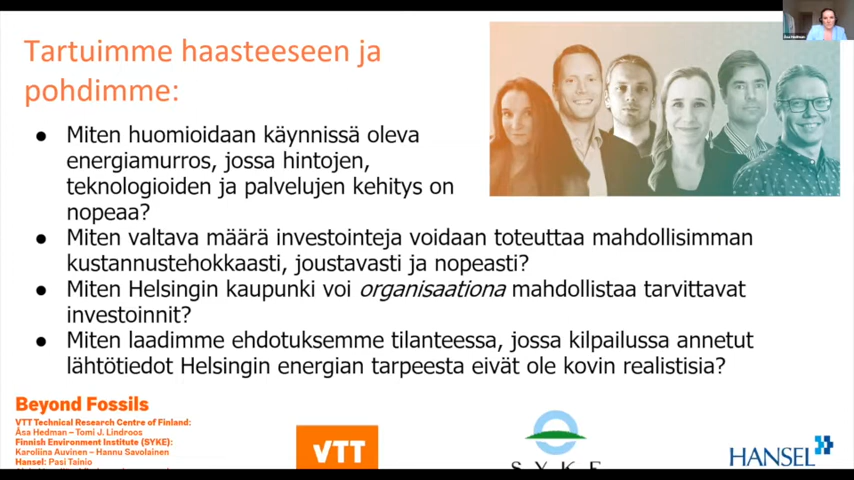 Tartuimme haasteeseen ja
pohdimme:
● Miten huomioidaan käynnissä oleva
energiamurros, jossa hintojen,
teknologioiden ja palvelujen kehitys on
nopeaa?
● Miten valtava määrä investointeja voidaan toteuttaa mahdollisimman
kustannustehokkaasti, joustavasti ja nopeasti?
● Miten Helsingin kaupunki voi organisaationa mahdollistaa tarvittavat
investoinnit?
● Miten laadimme ehdotuksemme tilanteessa, jossa kilpailussa annetut
lähtötiedot Helsingin energian tarpeesta eivät ole kovin realistisia?
Beyond Fossils
VTT Technical Research Centre of Finland:
Åsa Hedman – Tomi J. Lindroos
Finnish Environment Institute (SYKE):
Karoliina Auvinen – Hannu Savolainen
Hansel: Pasi Tainio
VTT
SYKE
HANSEL